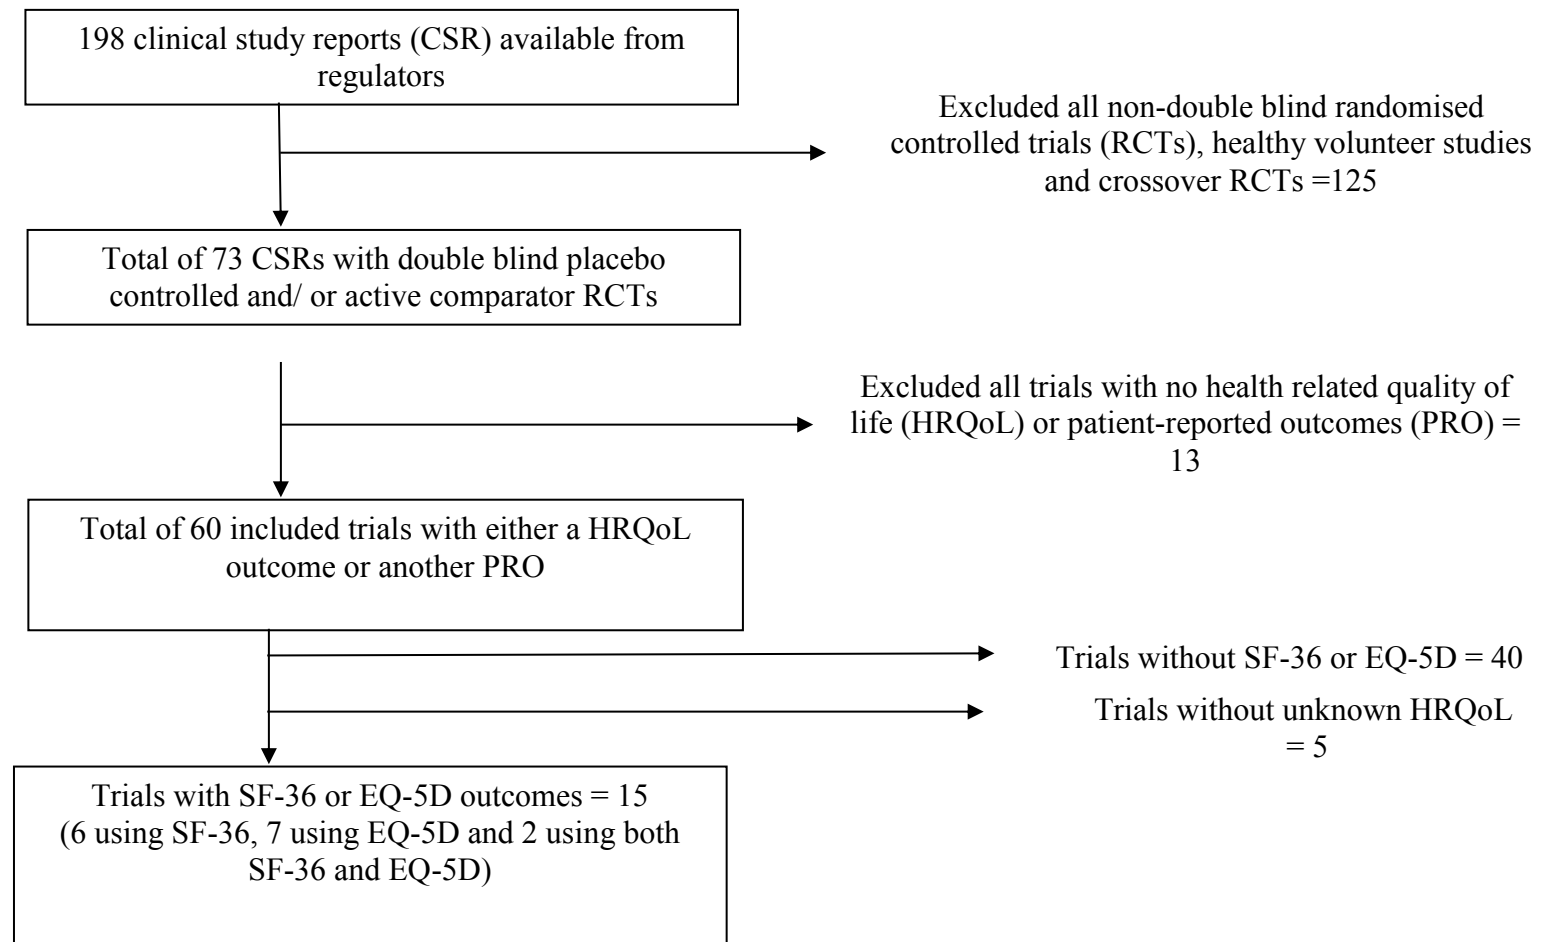 198 clinical study reports (CSR) available from
regulators
Excluded all non-double blind randomised
controlled trials (RCTs), healthy volunteer studies
and crossover RCTs =125
Total of 73 CSRs with double blind placebo
controlled and/ or active comparator RCTs
Excluded all trials with no health related quality of
life (HRQoL) or patient-reported outcomes (PRO) =
13
Total of 60 included trials with either a HRQoL
outcome or another PRO
Trials without SF-36 or EQ-5D = 40
Trials without unknown HRQoL
= 5
Trials with SF-36 or EQ-5D outcomes = 15
(6 using SF-36, 7 using EQ-5D and 2 using both
SF-36 and EQ-5D)